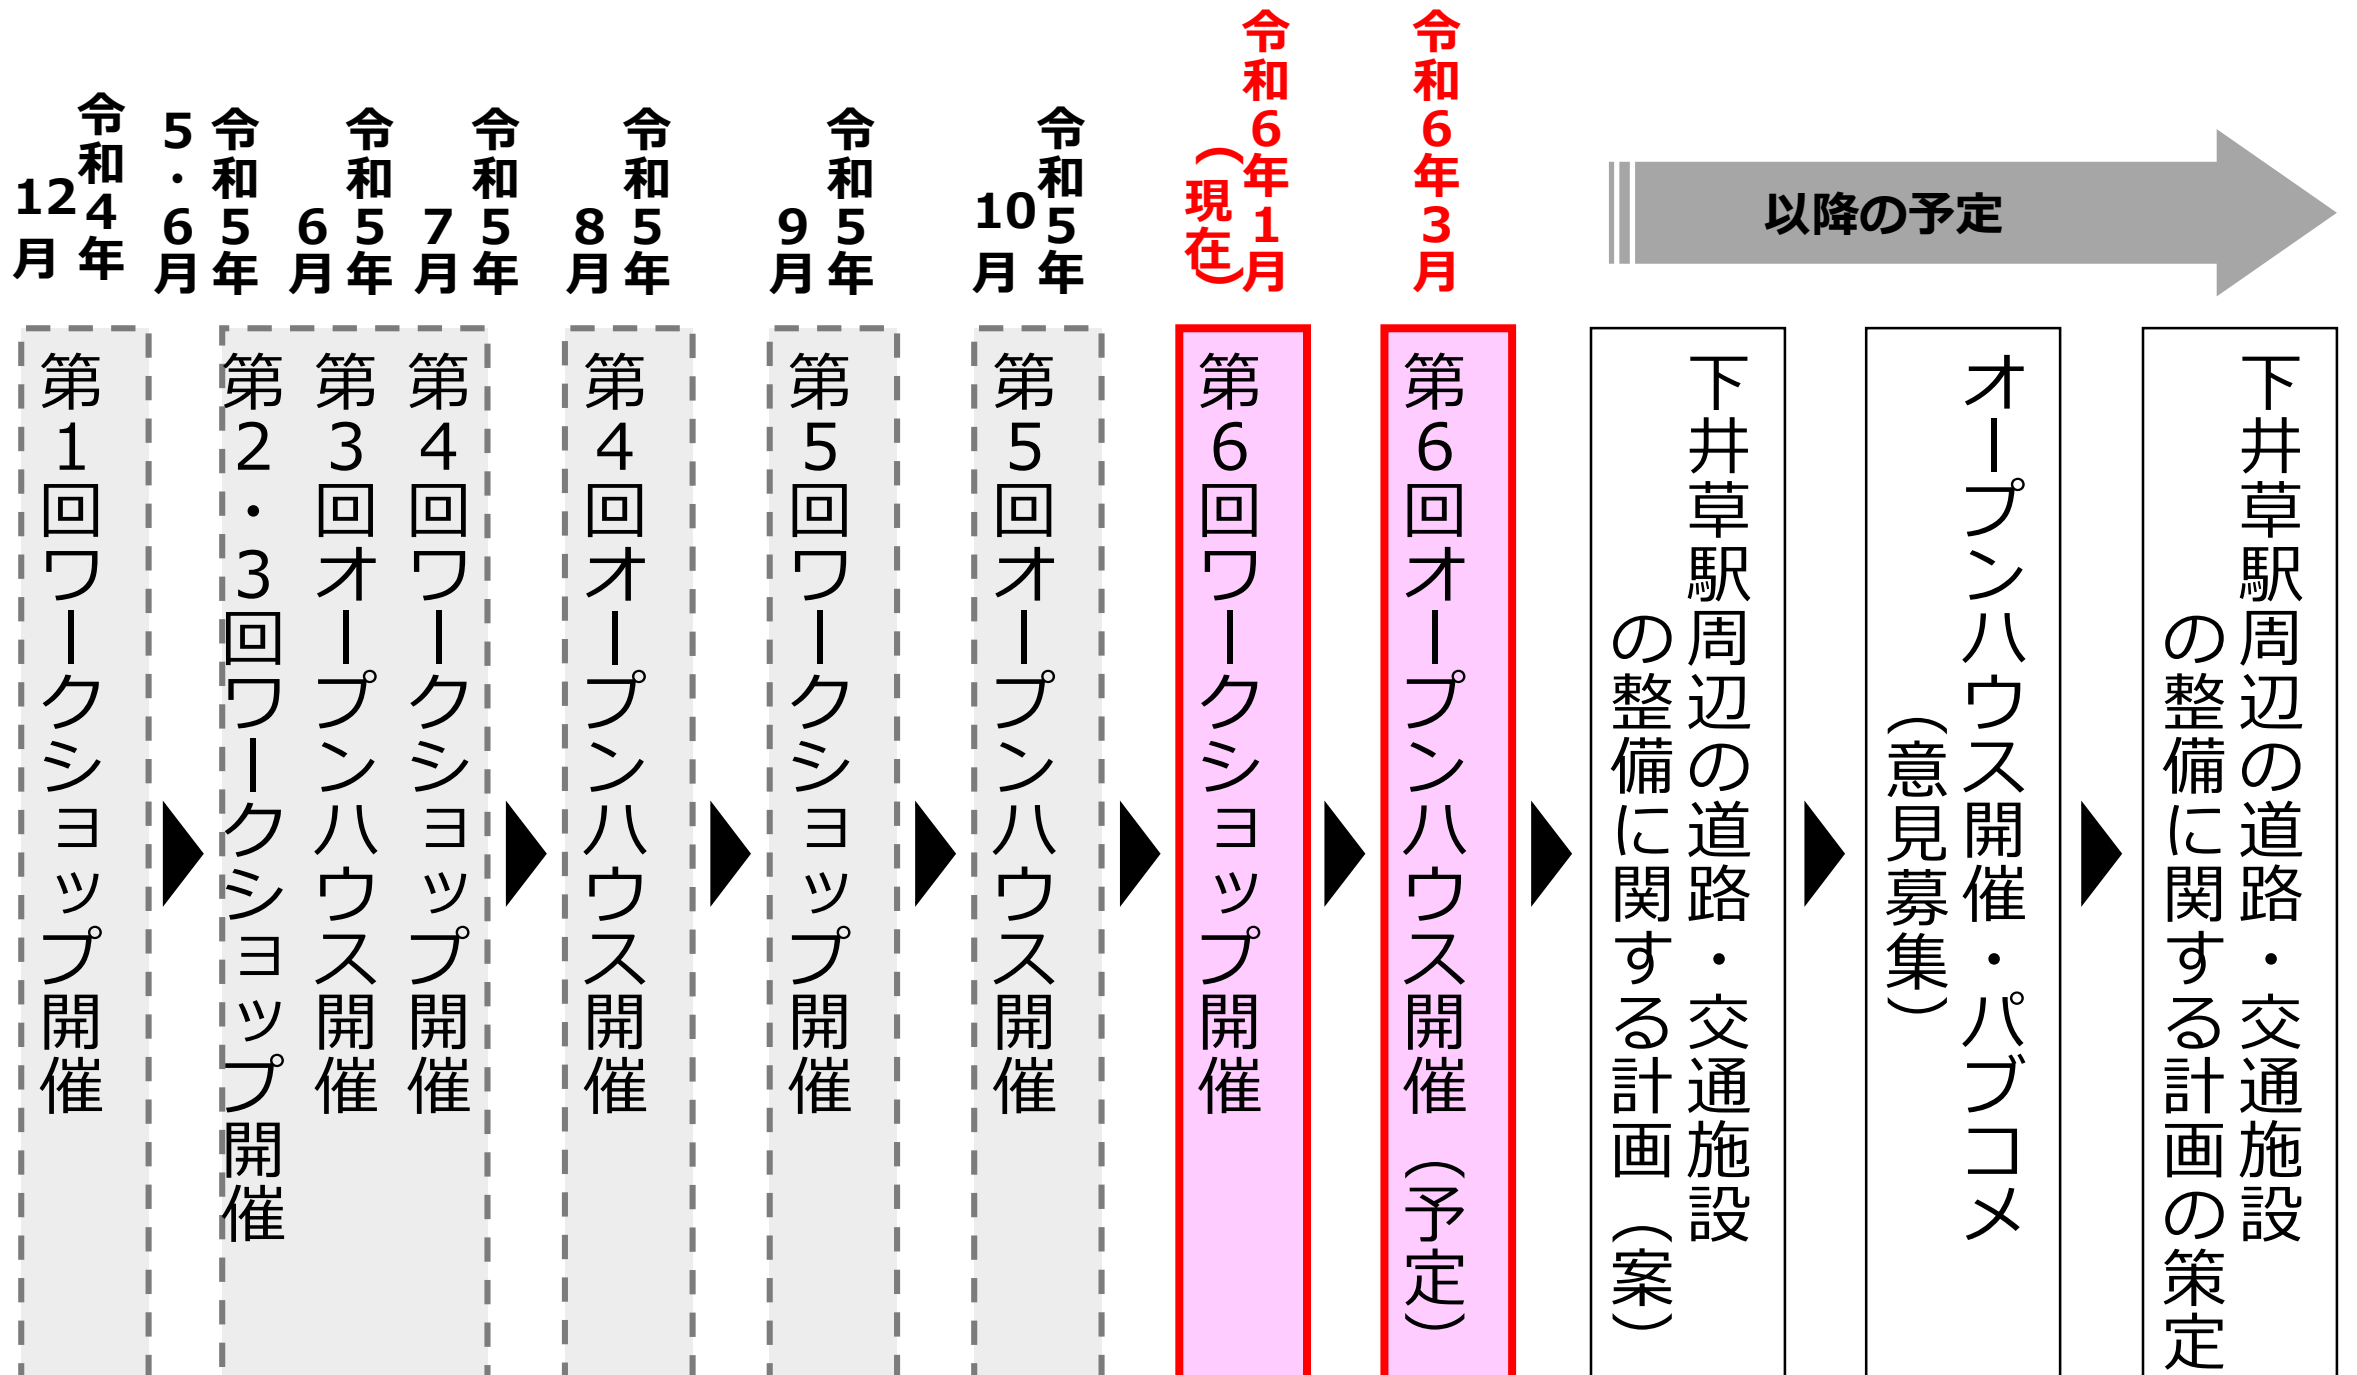 令和４年
12月
令和５年
５・６月
令和５年
６月
令和５年
７月
令和５年
８月
令和５年
９月
令和５年
10月
令和６年１月
（現在）
令和６年３月
以降の予定
第１回ワークショップ開催
第２・３回ワークショップ開催
第３回オープンハウス開催
第４回ワークショップ開催
第４回オープンハウス開催
第５回ワークショップ開催
第５回オープンハウス開催
第６回ワークショップ開催
第６回オープンハウス開催（予定）
下井草駅周辺の道路・交通施設
の整備に関する計画（案）
オープンハウス開催・パブコメ
（意見募集）
下井草駅周辺の道路・交通施設
の整備に関する計画の策定